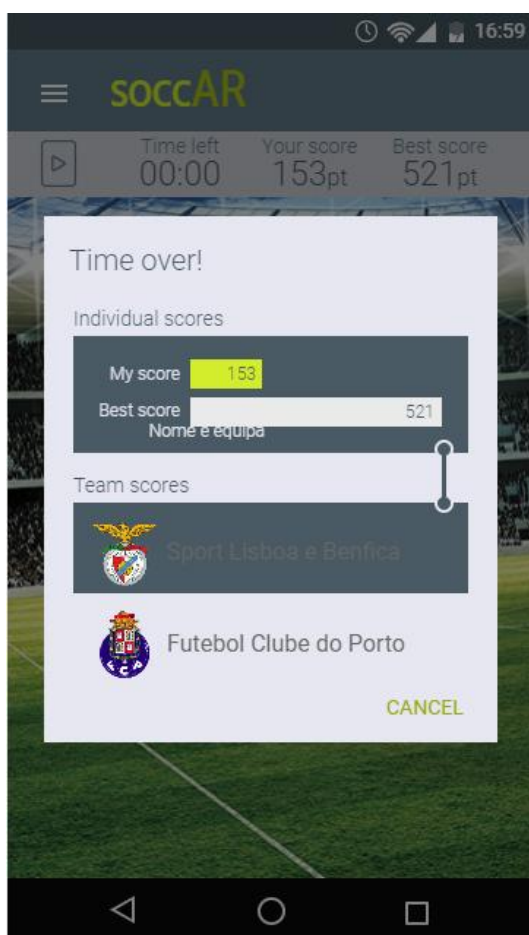 16:59
soccAR
Time left Your score Best score
00:00 153pt 521pt
Time over!
Individual scores
My score 153
Best score 521
Nome e equipa
Team scores
Sport Lisboa e Benfica
Futebol Clube do Porto
FCP
CANCEL